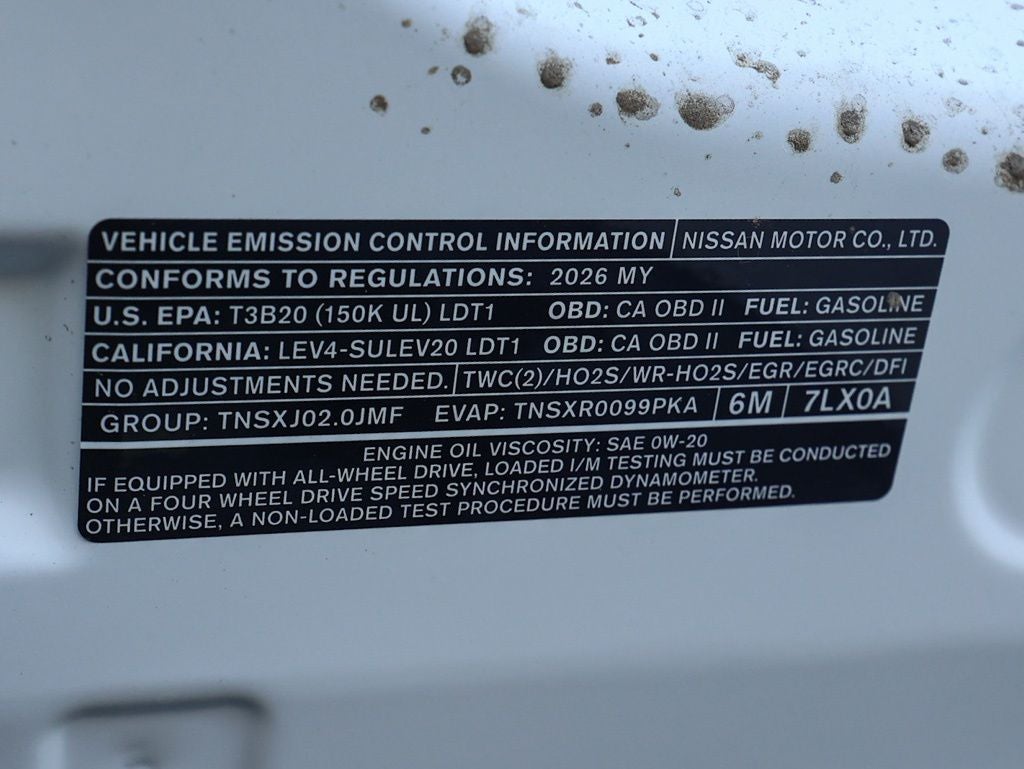 VEHICLE EMISSION CONTROL INFORMATION NISSAN MOTOR CO., LTD.
CONFORMS TO REGULATIONS: 2026 MY
U.S. EPA: T3B20 (150K UL) LDT1 OBD: CA OBD II FUEL: GASOLINE
CALIFORNIA: LEV4-SULEV20 LDT1 OBD: CA OBD II FUEL: GASOLINE
NO ADJUSTMENTS NEEDED. TWC(2)/HO2S/WR-HO2S/EGR/EGRC/DFI
GROUP: TNSXJ02.0JMF EVAP: TNSXR0099PKA 6M 7LX0A
ENGINE OIL VISCOSITY: SAE 0W-20
IF EQUIPPED WITH ALL-WHEEL DRIVE, LOADED I/M TESTING MUST BE CONDUCTED
ON A FOUR WHEEL DRIVE SPEED SYNCHRONIZED DYNAMOMETER.
OTHERWISE, A NON-LOADED TEST PROCEDURE MUST BE PERFORMED.